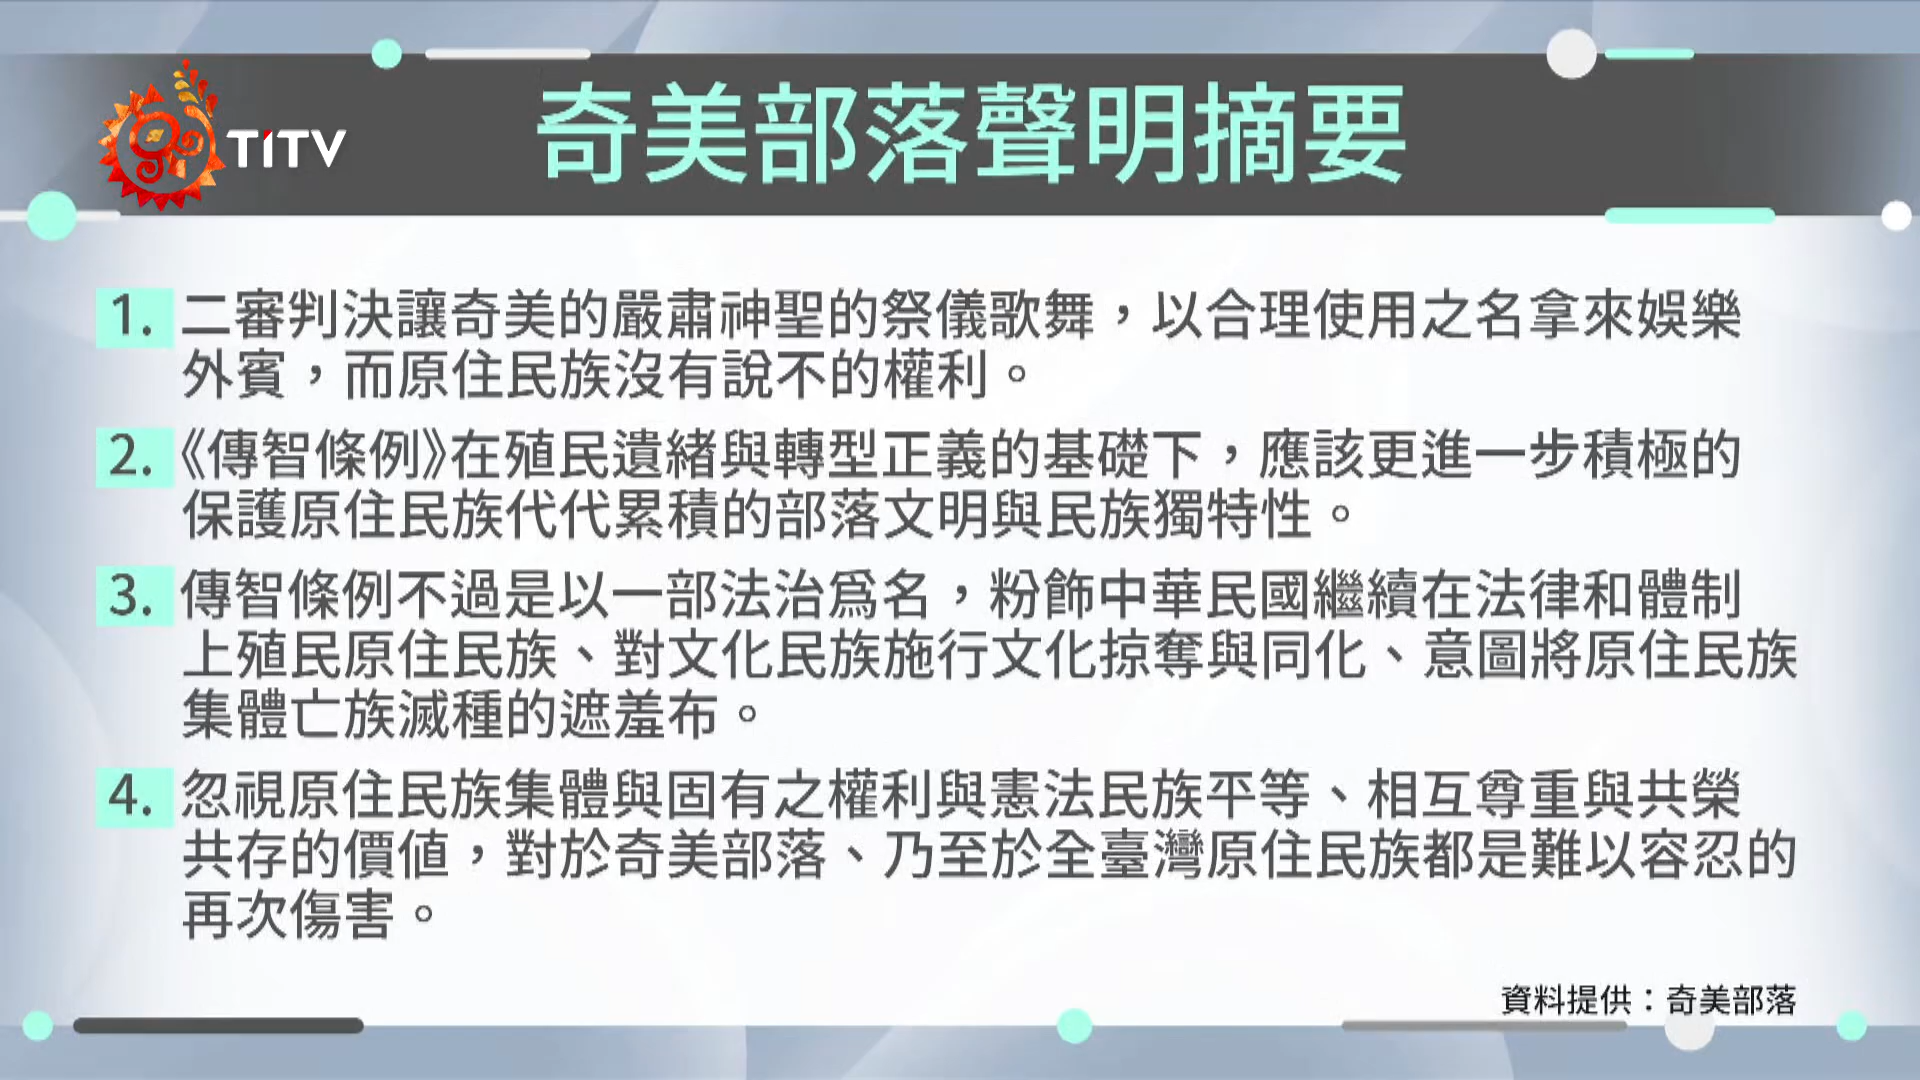 TITV
奇美部落聲明摘要
1. 二審判決讓奇美的嚴肅神聖的祭儀歌舞，以合理使用之名拿來娛樂
外賓，而原住民族沒有說不的權利。
2. 《傳智條例》在殖民遺緒與轉型正義的基礎下，應該更進一步積極的
保護原住民族代代累積的部落文明與民族獨特性。
3. 傳智條例不過是以一部法治爲名，粉飾中華民國繼續在法律和體制
上殖民原住民族、對文化民族施行文化掠奪與同化、意圖將原住民族
集體亡族滅種的遮羞布。
4. 忽視原住民族集體與固有之權利與憲法民族平等、相互尊重與共榮
共存的價值，對於奇美部落、乃至於全臺灣原住民族都是難以容忍的
再次傷害。
資料提供：奇美部落